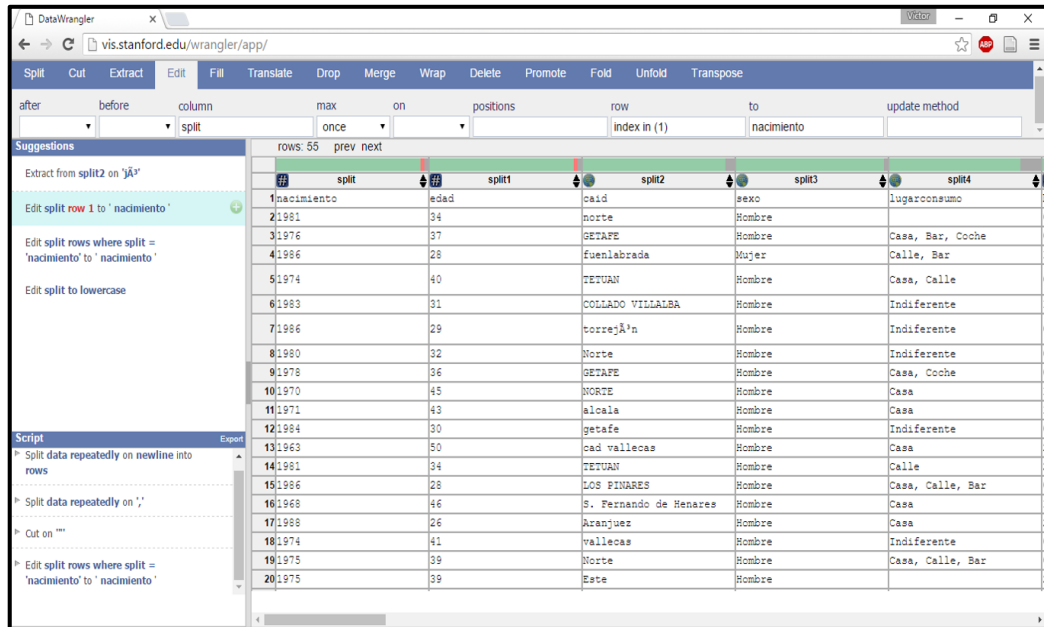 DataWrangler
Victor
vis.stanford.edu/wrangler/app/
ABP
Split Cut Extract Edit Fill Translate Drop Merge Wrap Delete Promote Fold Unfold Transpose
after before column max on positions row to update method
split once index in (1) nacimiento
Suggestions
Extract from split2 on 'jÃ³'
Edit split row 1 to ' nacimiento '
Edit split rows where split =
'nacimiento' to ' nacimiento '
Edit split to lowercase
Script Export
Split data repeatedly on newline into
rows
Split data repeatedly on ','
Cut on '"'
Edit split rows where split =
'nacimiento' to ' nacimiento '
rows: 55 prev next
# split # split1 split2 split3 split4
1 nacimiento edad caid sexo lugarconsumo
2 1981 34 norte Hombre
3 1976 37 GETAFE Hombre Casa, Bar, Coche
4 1986 28 fuenlabrada Mujer Calle, Bar
5 1974 40 TETUAN Hombre Casa, Calle
6 1983 31 COLLADO VILLALBA Hombre Indiferente
7 1986 29 torrejÃ³n Hombre Indiferente
8 1980 32 Norte Hombre Indiferente
9 1978 36 GETAFE Hombre Casa, Coche
10 1970 45 NORTE Hombre Casa
11 1971 43 alcala Hombre Casa
12 1984 30 getafe Hombre Indiferente
13 1963 50 cad vallecas Hombre Casa
14 1981 34 TETUAN Hombre Calle
15 1986 28 LOS PINARES Hombre Casa, Calle, Bar
16 1968 46 S. Fernando de Henares Hombre Casa
17 1988 26 Aranjuez Hombre Casa
18 1974 41 vallecas Hombre Indiferente
19 1975 39 Norte Hombre Casa, Calle, Bar
20 1975 39 Este Hombre